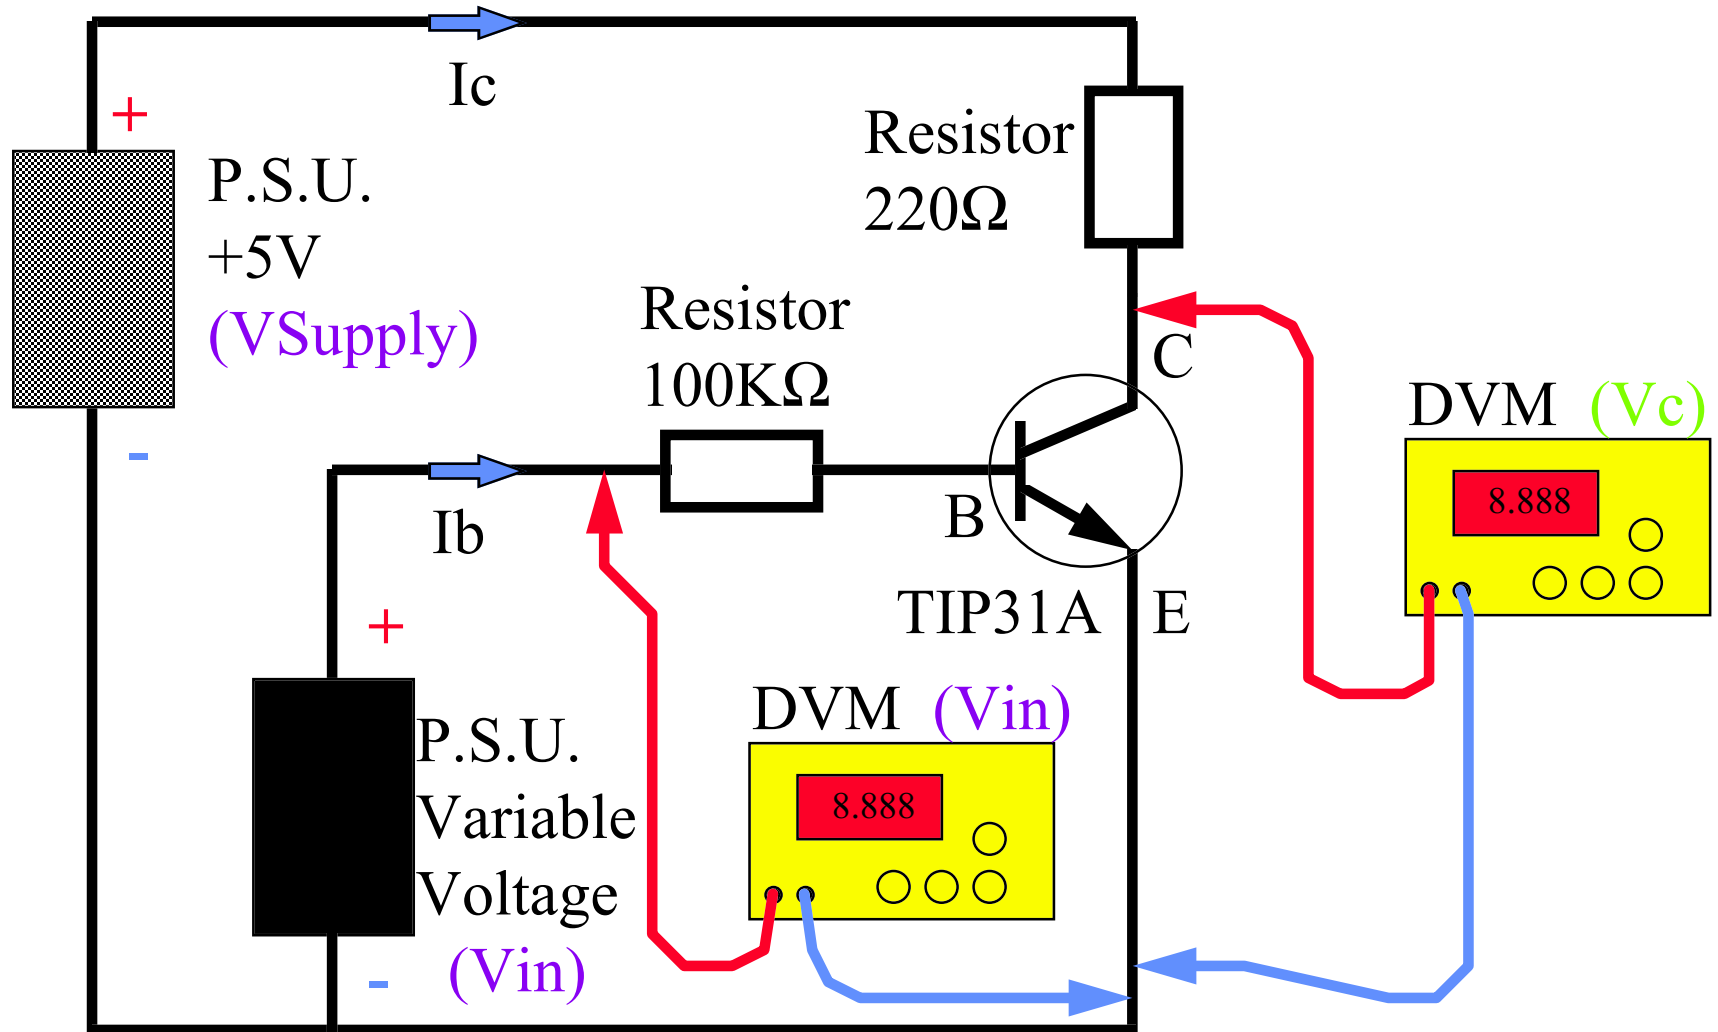 Ic
+
P.S.U.
+5V
(VSupply)
-
Resistor
220Ω
Resistor
100KΩ
C
DVM (Vc)
8.888
Ib
B
TIP31A E
+
P.S.U.
Variable
Voltage
(Vin)
-
DVM (Vin)
8.888